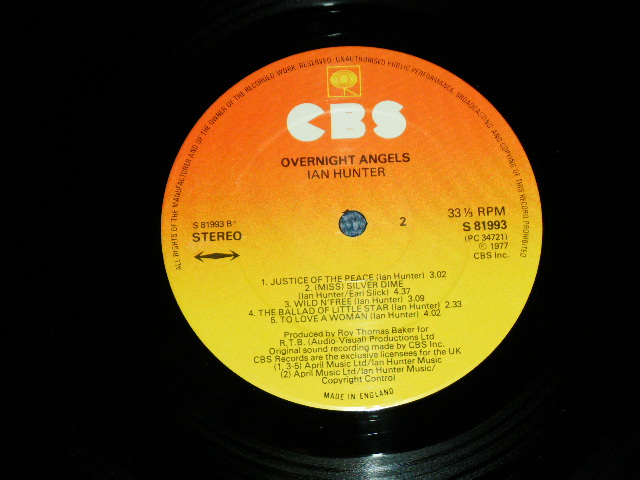 ALL RIGHTS OF THE MANUFACTURER AND OF THE OWNER OF THE RECORDED WORK RESERVED. UNAUTHORISED PUBLIC PERFORMANCE, BROADCASTING AND COPYING OF THIS RECORD PROHIBITED
CBS
OVERNIGHT ANGELS
IAN HUNTER
S 81993 B
STEREO
2
33 ⅓ RPM
S 81993
(PC 34721)
℗ 1977
CBS Inc.
1. JUSTICE OF THE PEACE (Ian Hunter) 3.02
2. (MISS) SILVER DIME
(Ian Hunter/Earl Slick) 4.37
3. WILD N'FREE (Ian Hunter) 3.09
4. THE BALLAD OF LITTLE STAR (Ian Hunter) 2.33
5. TO LOVE A WOMAN (Ian Hunter) 4.02
Produced by Roy Thomas Baker for
R.T.B. (Audio-Visual) Productions Ltd
Original sound recording made by CBS Inc.
CBS Records are the exclusive licensees for the UK
(1, 3-5) April Music Ltd/Ian Hunter Music
(2) April Music Ltd/Ian Hunter Music/
Copyright Control
MADE IN ENGLAND